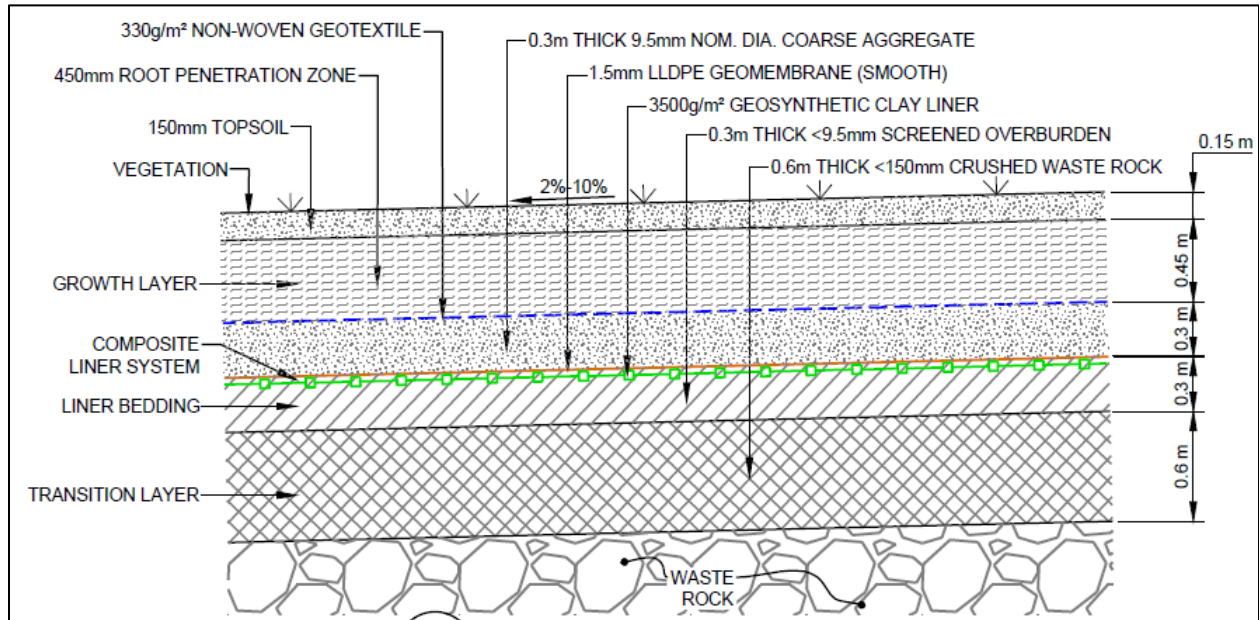 330g/m² NON-WOVEN GEOTEXTILE
0.3m THICK 9.5mm NOM. DIA. COARSE AGGREGATE
450mm ROOT PENETRATION ZONE
1.5mm LLDPE GEOMEMBRANE (SMOOTH)
3500g/m² GEOSYNTHETIC CLAY LINER
150mm TOPSOIL
0.3m THICK <9.5mm SCREENED OVERBURDEN
0.15 m
VEGETATION
0.6m THICK <150mm CRUSHED WASTE ROCK
2%-10%
0.45 m
GROWTH LAYER
0.3 m
COMPOSITE
LINER SYSTEM
0.3 m
LINER BEDDING
0.6 m
TRANSITION LAYER
WASTE
ROCK